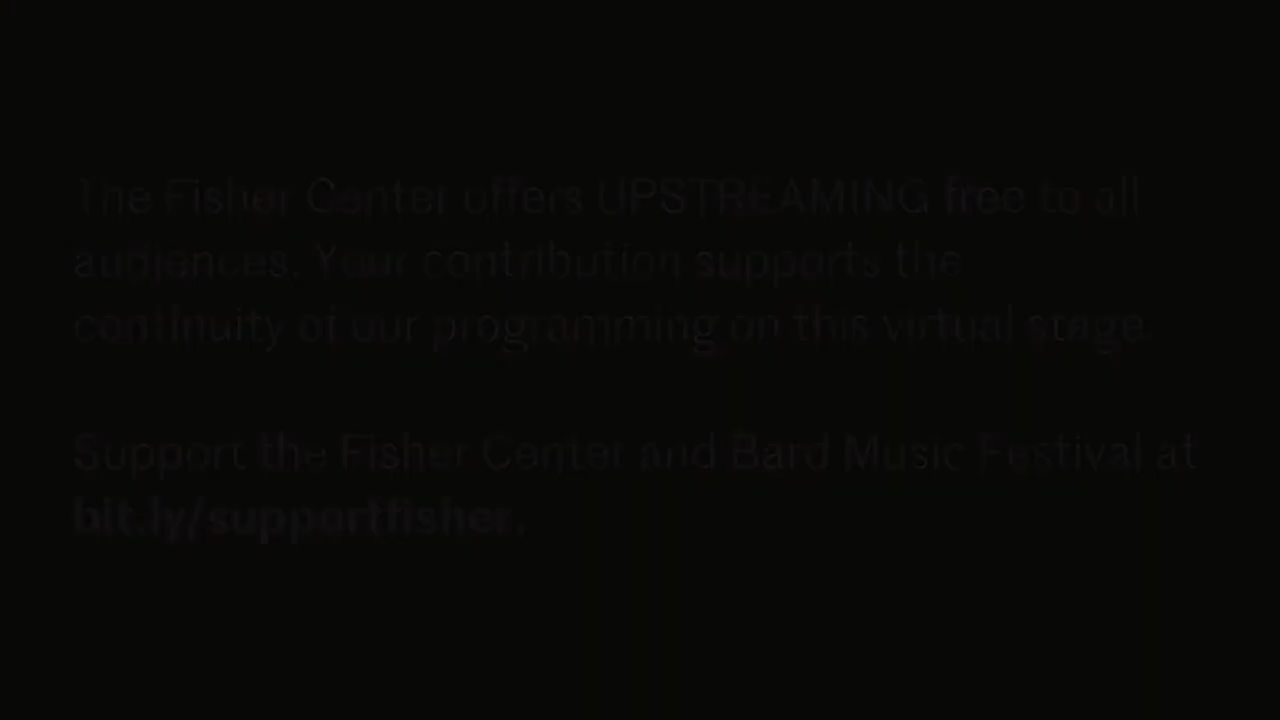 The Fisher Center offers UPSTREAMING free to all
audiences. Your contribution supports the
continuity of our programming on this virtual stage.
Support the Fisher Center and Bard Music Festival at
bit.ly/supportfisher.